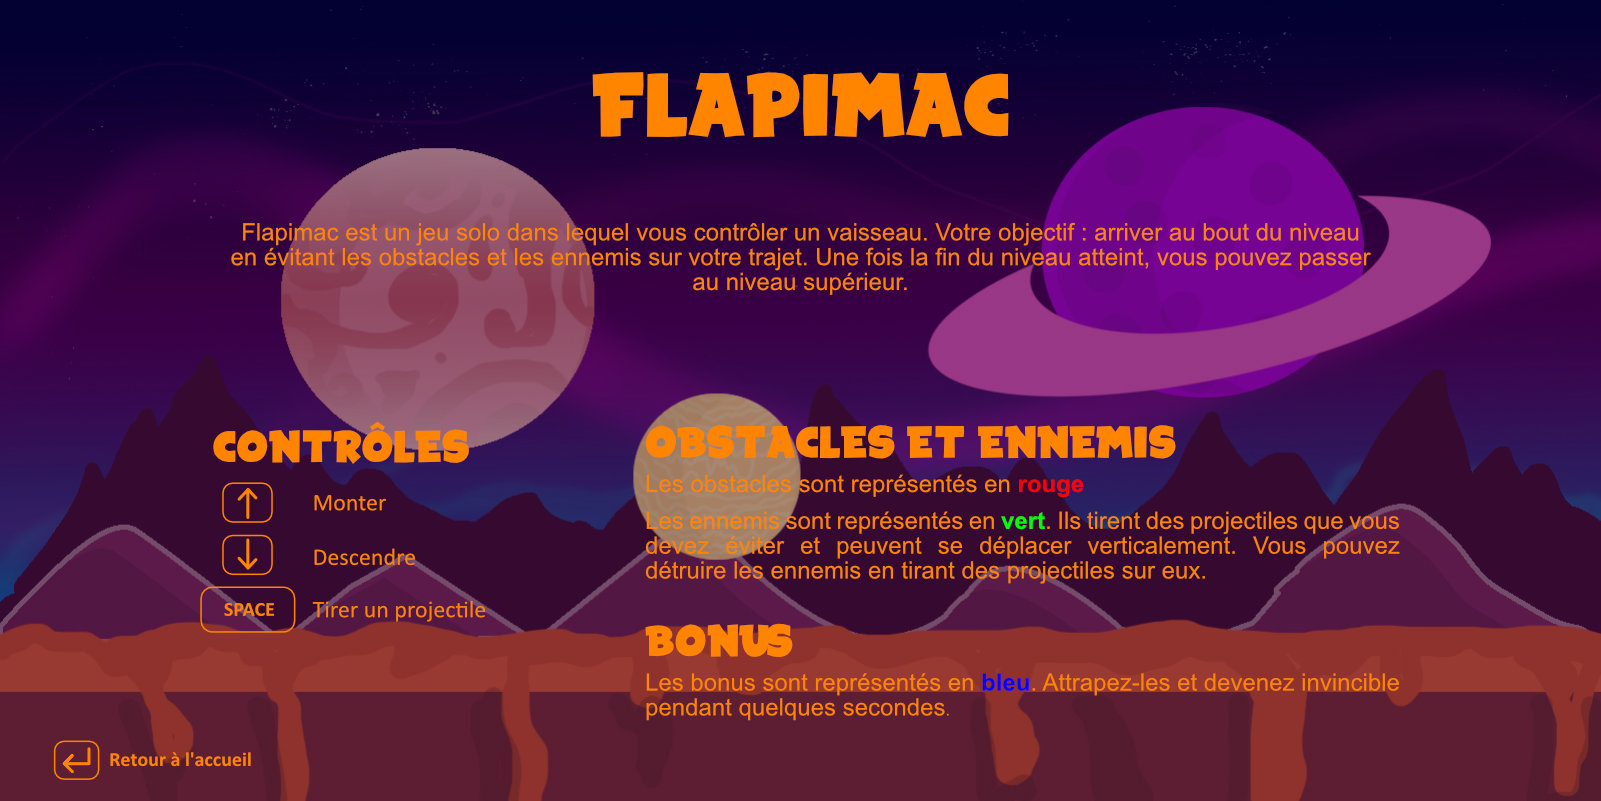 FLAPIMAC
Flapimac est un jeu solo dans lequel vous contrôler un vaisseau. Votre objectif : arriver au bout du niveau
en évitant les obstacles et les ennemis sur votre trajet. Une fois la fin du niveau atteint, vous pouvez passer
au niveau supérieur.
CONTRÔLES
↑ Monter
↓ Descendre
SPACE Tirer un projectile
OBSTACLES ET ENNEMIS
Les obstacles sont représentés en rouge
Les ennemis sont représentés en vert. Ils tirent des projectiles que vous
devez éviter et peuvent se déplacer verticalement. Vous pouvez
détruire les ennemis en tirant des projectiles sur eux.
BONUS
Les bonus sont représentés en bleu. Attrapez-les et devenez invincible
pendant quelques secondes.
Retour à l'accueil